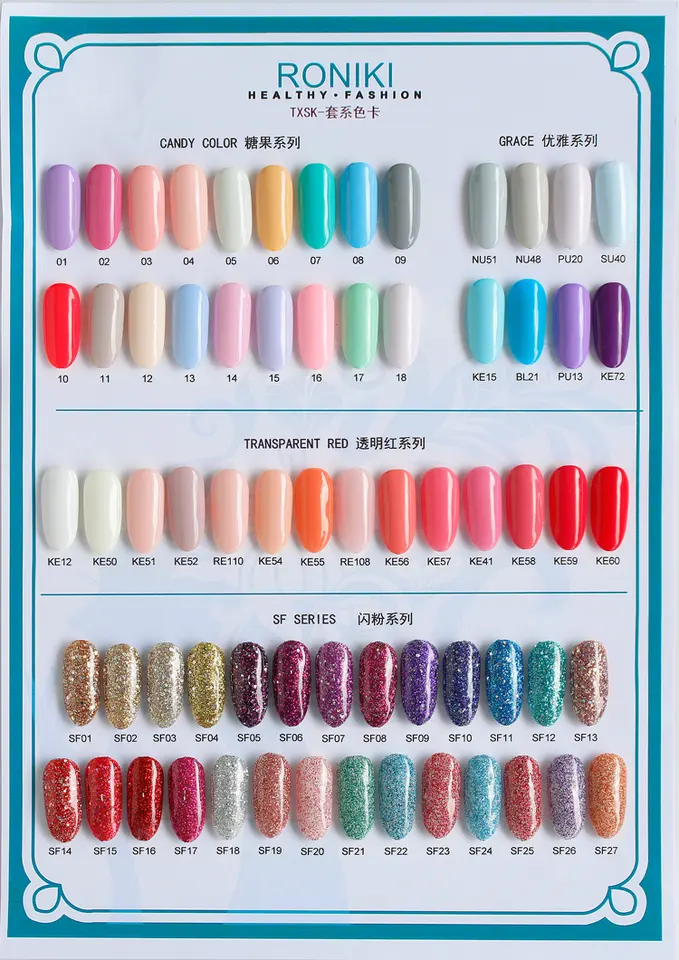 RONIKI
HEALTHY·FASHION
TXSK-套系色卡
CANDY COLOR 糖果系列
01 02 03 04 05 06 07 08 09
10 11 12 13 14 15 16 17 18
GRACE 优雅系列
NU51 NU48 PU20 SU40
KE15 BL21 PU13 KE72
TRANSPARENT RED 透明红系列
KE12 KE50 KE51 KE52 RE110 KE54 KE55 RE108 KE56 KE57 KE41 KE58 KE59 KE60
SF SERIES 闪粉系列
SF01 SF02 SF03 SF04 SF05 SF06 SF07 SF08 SF09 SF10 SF11 SF12 SF13
SF14 SF15 SF16 SF17 SF18 SF19 SF20 SF21 SF22 SF23 SF24 SF25 SF26 SF27